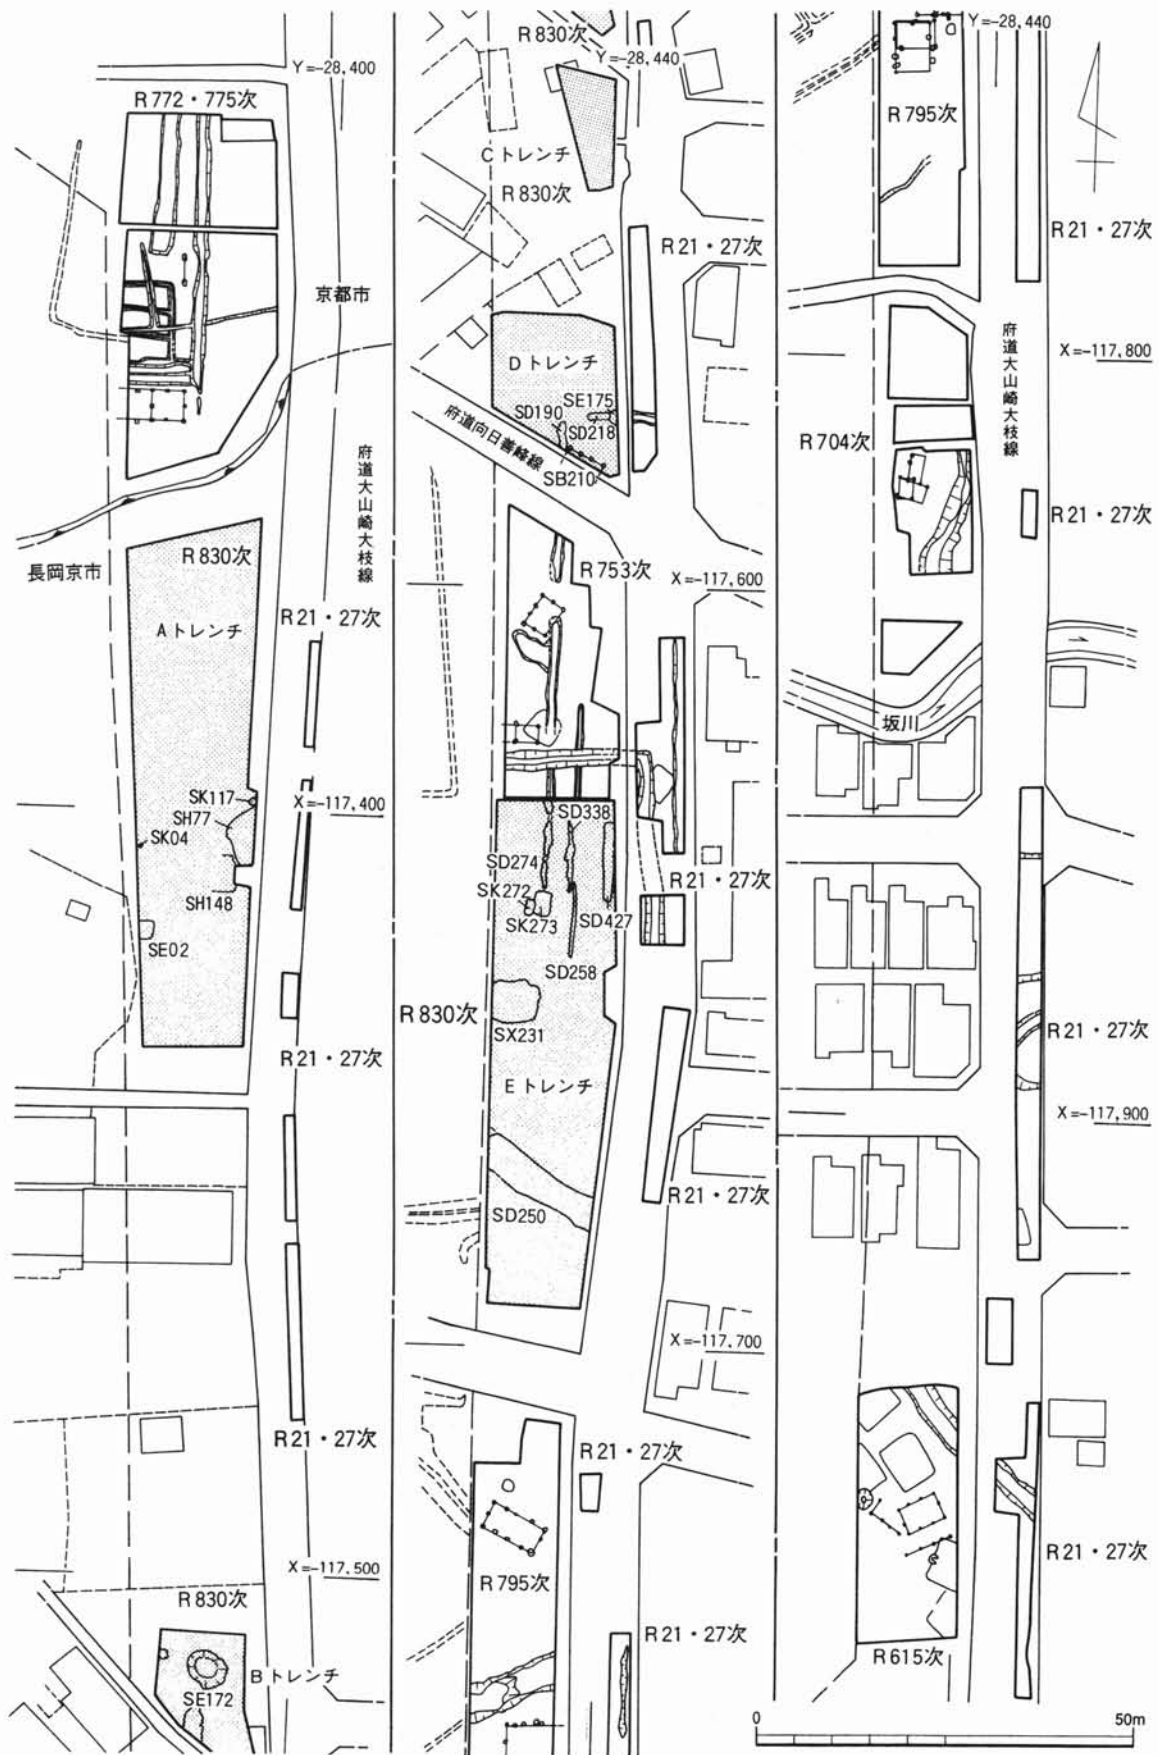 Y=-28,400
R772・775次
京都市
府道大山崎大枝線
長岡京市
R830次
Aトレンチ
R21・27次
SK117
X=-117,400
SH77
SK04
SH148
SE02
R21・27次
R21・27次
X=-117,500
R830次
Bトレンチ
SE172
R830次
Y=-28,440
Cトレンチ
R830次
R21・27次
Dトレンチ
SE175
SD190
SD218
府道向日善峰線
SB210
R753次
X=-117,600
SD338
SD274
R21・27次
SK272
SK273
SD427
SD258
R830次
SX231
Eトレンチ
R21・27次
SD250
X=-117,700
R21・27次
R795次
R21・27次
Y=-28,440
R795次
R21・27次
府道大山崎大枝線
X=-117,800
R704次
R21・27次
坂川
R21・27次
X=-117,900
R21・27次
R615次
0
50m